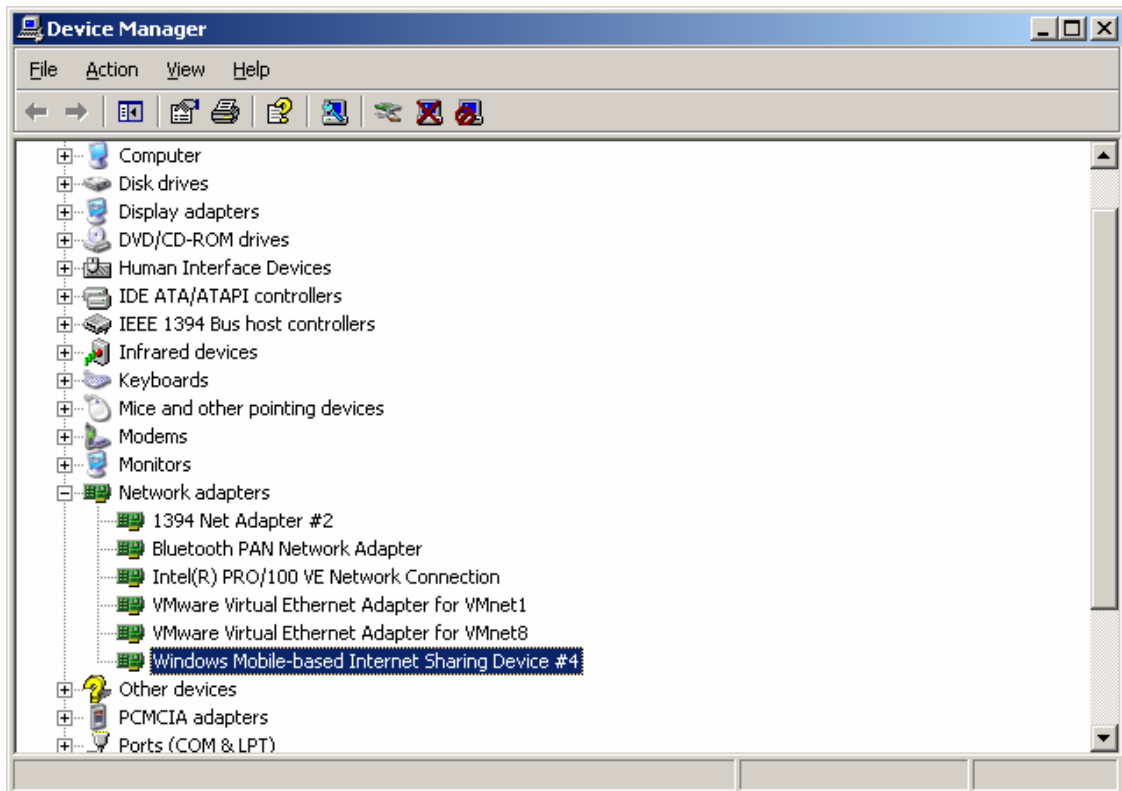 Device Manager
File Action View Help
Computer
Disk drives
Display adapters
DVD/CD-ROM drives
Human Interface Devices
IDE ATA/ATAPI controllers
IEEE 1394 Bus host controllers
Infrared devices
Keyboards
Mice and other pointing devices
Modems
Monitors
Network adapters
1394 Net Adapter #2
Bluetooth PAN Network Adapter
Intel(R) PRO/100 VE Network Connection
VMware Virtual Ethernet Adapter for VMnet1
VMware Virtual Ethernet Adapter for VMnet8
Windows Mobile-based Internet Sharing Device #4
Other devices
PCMCIA adapters
Ports (COM & LPT)